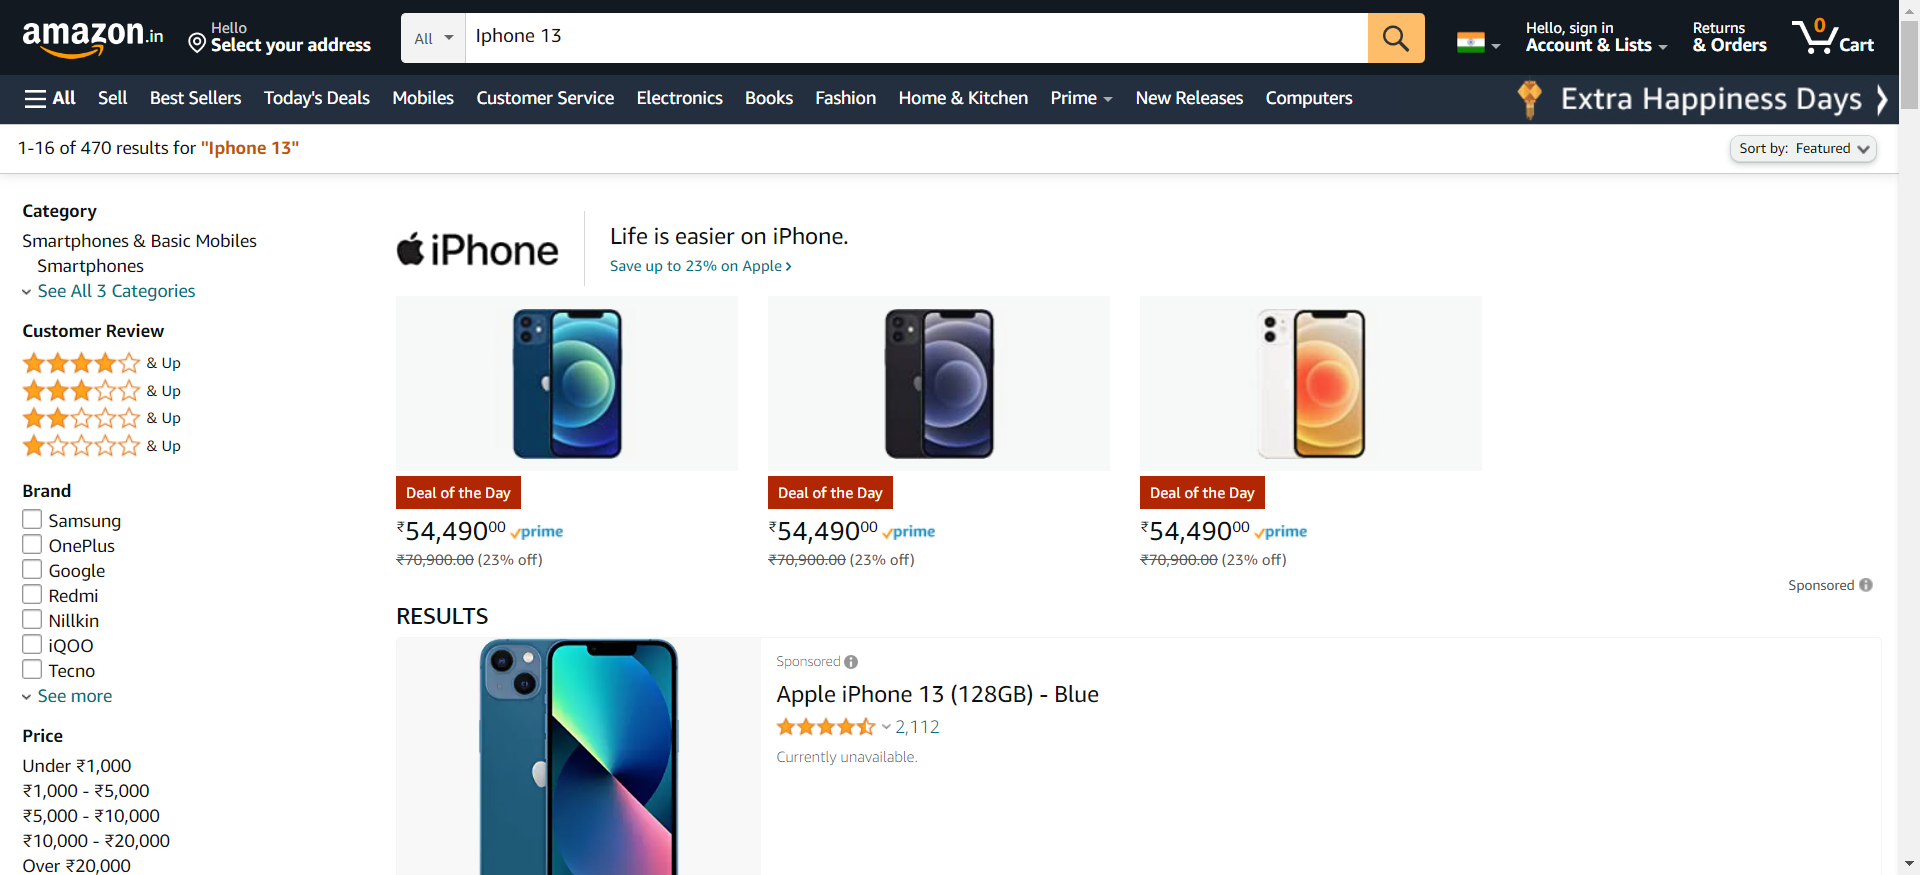 amazon.in
Hello
Select your address
All
Iphone 13
Hello, sign in
Account & Lists
Returns
& Orders
0
Cart
All Sell Best Sellers Today's Deals Mobiles Customer Service Electronics Books Fashion Home & Kitchen Prime New Releases Computers
Extra Happiness Days
1-16 of 470 results for "Iphone 13"
Sort by: Featured
Category
Smartphones & Basic Mobiles
Smartphones
See All 3 Categories
Customer Review
& Up
& Up
& Up
& Up
Brand
Samsung
OnePlus
Google
Redmi
Nillkin
iQOO
Tecno
See more
Price
Under ₹1,000
₹1,000 - ₹5,000
₹5,000 - ₹10,000
₹10,000 - ₹20,000
Over ₹20,000
iPhone
Life is easier on iPhone.
Save up to 23% on Apple ›
Deal of the Day
₹54,49000 prime
₹70,900.00 (23% off)
Deal of the Day
₹54,49000 prime
₹70,900.00 (23% off)
Deal of the Day
₹54,49000 prime
₹70,900.00 (23% off)
Sponsored
RESULTS
Sponsored
Apple iPhone 13 (128GB) - Blue
2,112
Currently unavailable.